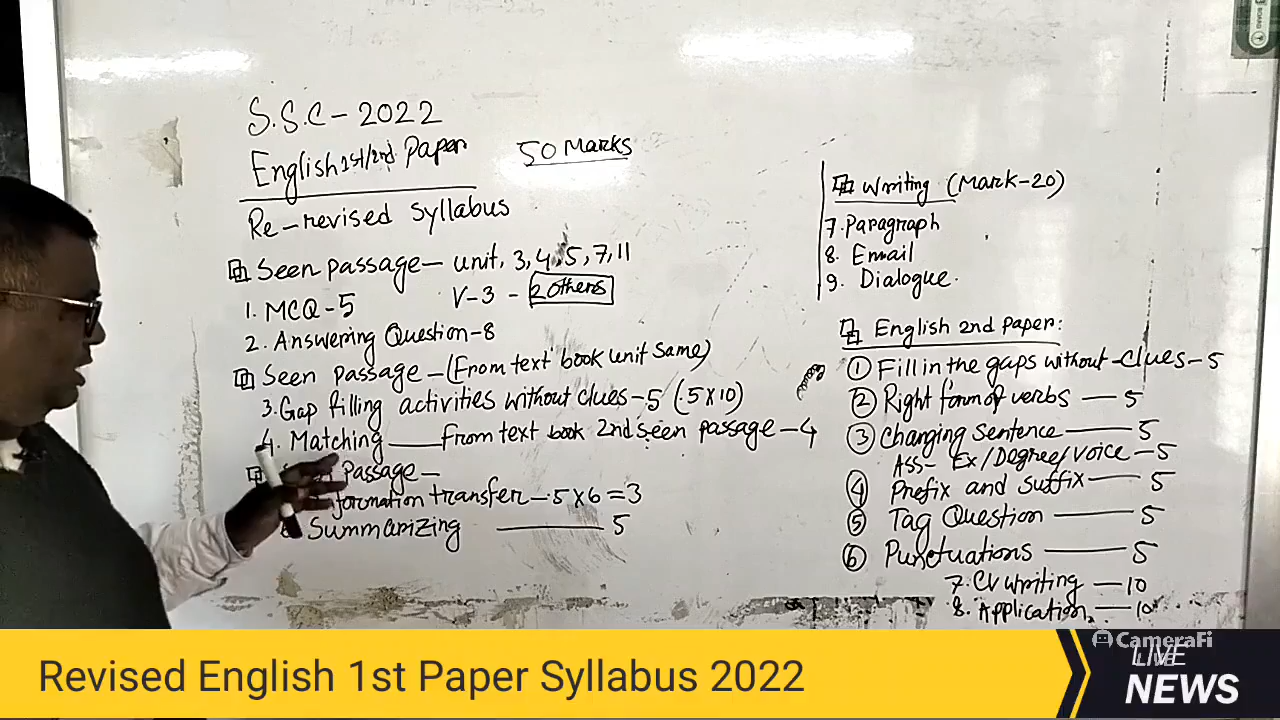 S.S.C - 2022
English 1st/2nd Paper
50 Marks
Re-revised syllabus
Seen passage - unit, 3, 4, 5, 7, 11
1. MCQ - 5
V-3 - 2 others
2. Answering Question - 8
Seen passage - (From text book unit same)
3. Gap filling activities without clues - 5 (.5×10)
4. Matching —— From text book 2nd seen passage - 4
Passage -
Information transfer - .5×6 = 3
Summarizing —— 5
Writing (Mark-20)
7. Paragraph
8. Email
9. Dialogue.
English 2nd Paper:
① Fill in the gaps without - clues - 5
② Right form of verbs — 5
③ Changing sentence —— 5
Ass - Ex/Degree/Voice - 5
④ Prefix and suffix —— 5
⑤ Tag Question —— 5
⑥ Punctuations —— 5
7. CV writing — 10
8. Application, — 10
CameraFi
LIVE
Revised English 1st Paper Syllabus 2022
LIVE
NEWS